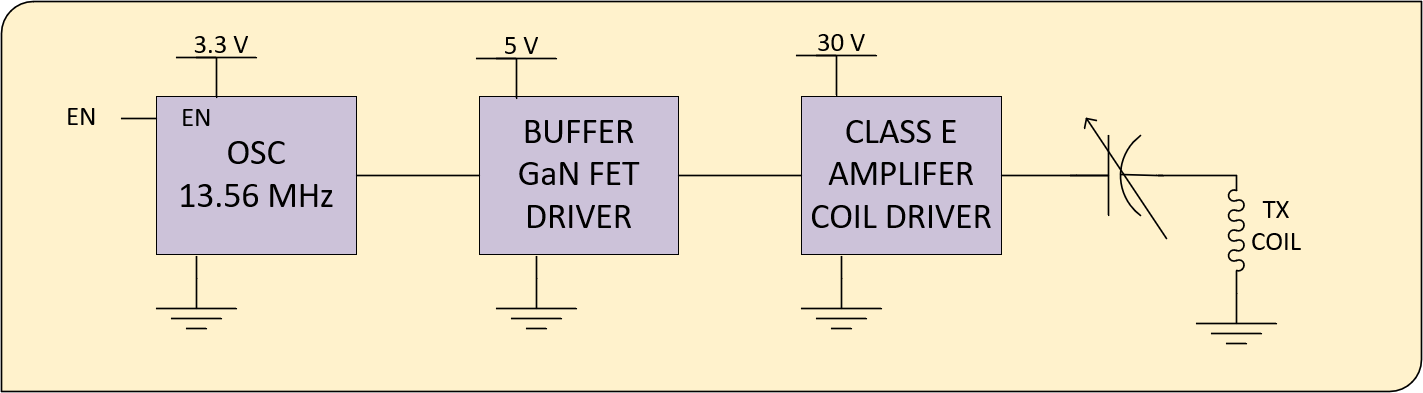 3.3 V
5 V
30 V
EN
EN
OSC
13.56 MHz
BUFFER
GaN FET
DRIVER
CLASS E
AMPLIFER
COIL DRIVER
TX
COIL